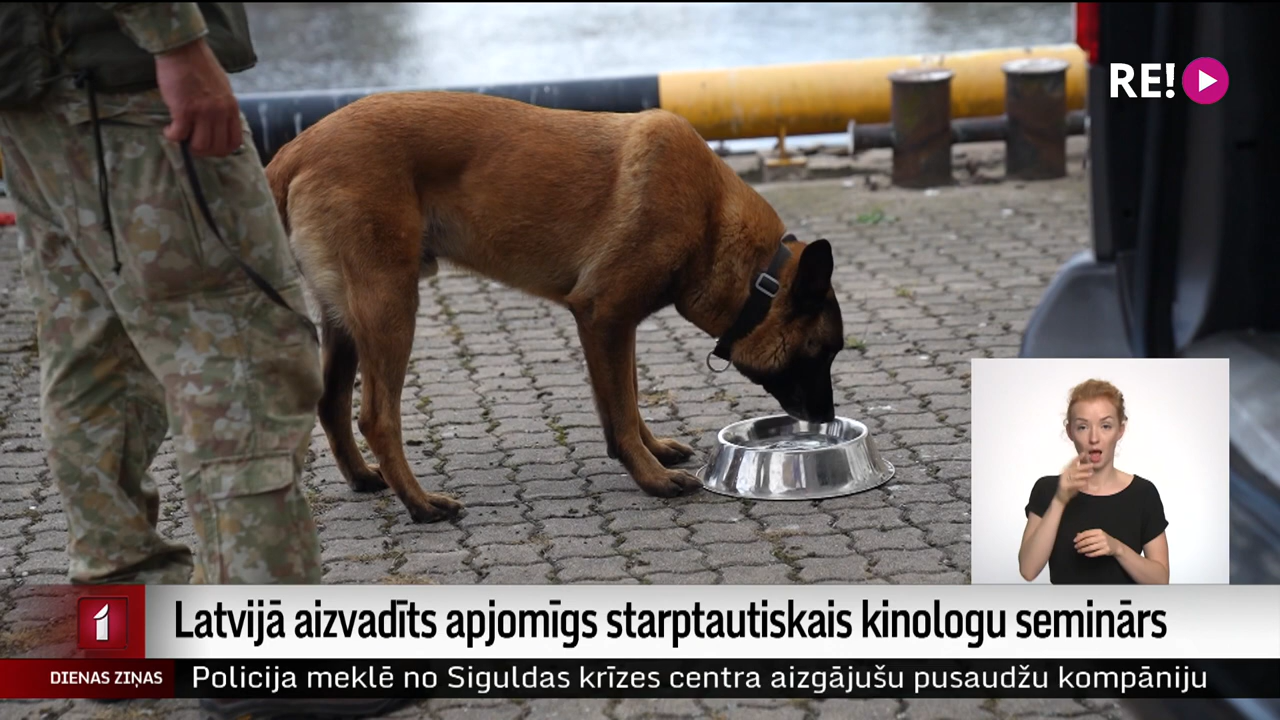 RE!
1
Latvijā aizvadīts apjomīgs starptautiskais kinologu seminārs
DIENAS ZIŅAS
Policija meklē no Siguldas krīzes centra aizgājušu pusaudžu kompāniju